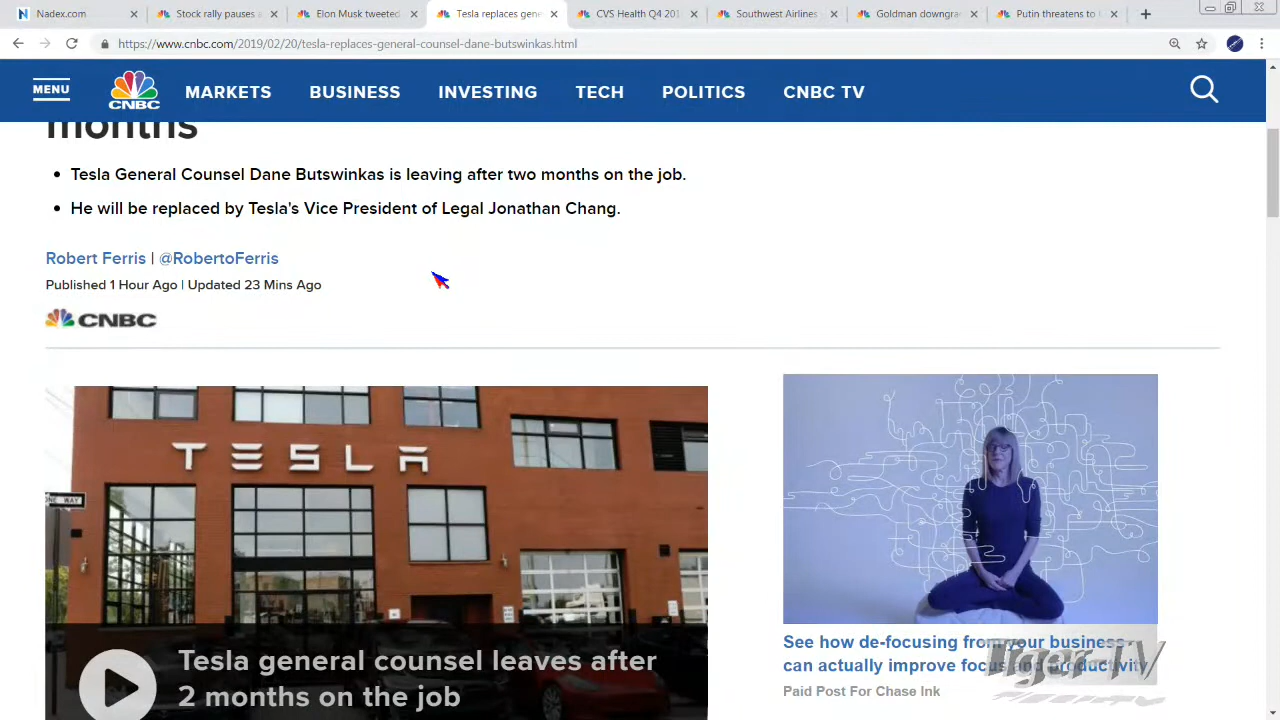 Nadex.com
Stock rally pauses a
Elon Musk tweeted
Tesla replaces gene
CVS Health Q4 201
Southwest Airlines
Goldman downgra
Putin threatens to
https://www.cnbc.com/2019/02/20/tesla-replaces-general-counsel-dane-butswinkas.html
MENU
CNBC
MARKETS
BUSINESS
INVESTING
TECH
POLITICS
CNBC TV
months
Tesla General Counsel Dane Butswinkas is leaving after two months on the job.
He will be replaced by Tesla's Vice President of Legal Jonathan Chang.
Robert Ferris | @RobertoFerris
Published 1 Hour Ago | Updated 23 Mins Ago
CNBC
TESLA
ONE WAY
Tesla general counsel leaves after
2 months on the job
See how de-focusing from your business
can actually improve focus and productivity
Paid Post For Chase Ink
TigerTV